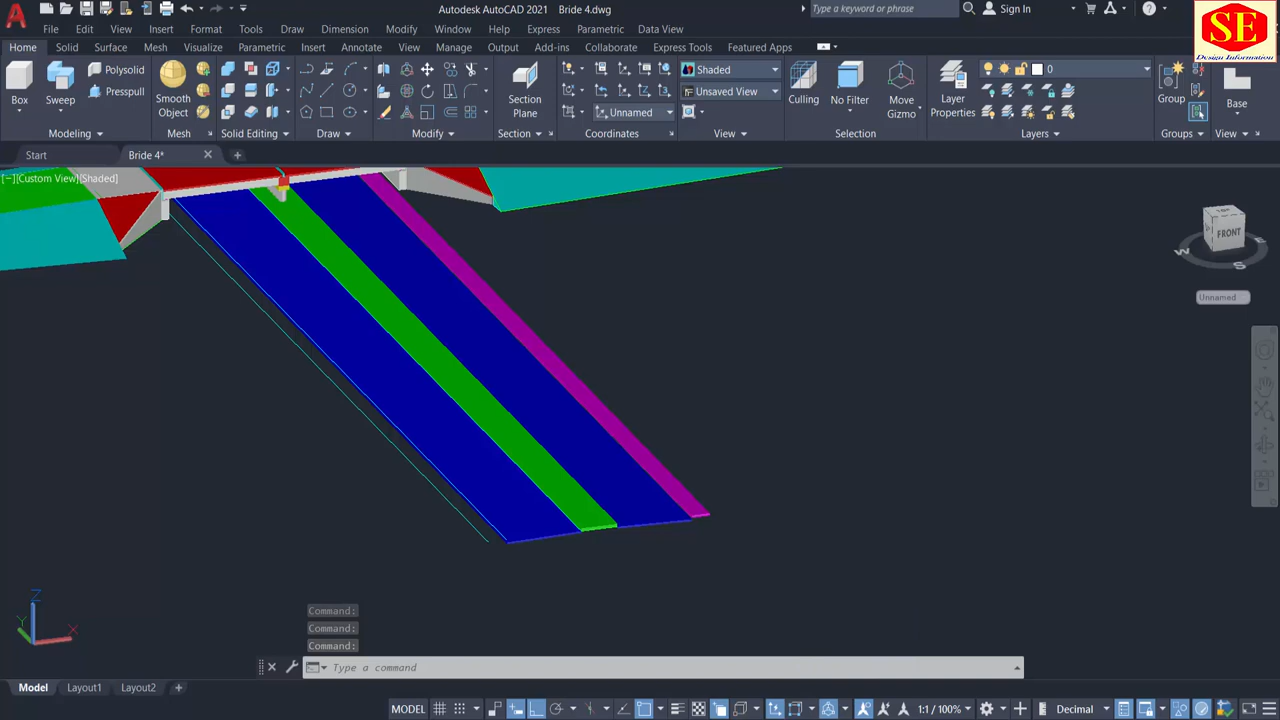 Autodesk AutoCAD 2021 Bride 4.dwg
Type a keyword or phrase
Sign In
SE
Design Information
File Edit View Insert Format Tools Draw Dimension Modify Window Help Express Parametric Data View
Home Solid Surface Mesh Visualize Parametric Insert Annotate View Manage Output Add-ins Collaborate Express Tools Featured Apps
Box
Sweep
Polysolid
Presspull
Smooth Object
Unnamed
Section Plane
Shaded
Unsaved View
Culling
No Filter
Move Gizmo
Layer Properties
0
Group
Base
Modeling
Mesh
Solid Editing
Draw
Modify
Section
Coordinates
View
Selection
Layers
Groups
View
Start
Bride 4*
[−][Custom View][Shaded]
FRONT
W
S
Unnamed
Z
Y
X
Command:
Command:
Command:
Type a command
Model Layout1 Layout2
MODEL
1:1 / 100%
Decimal